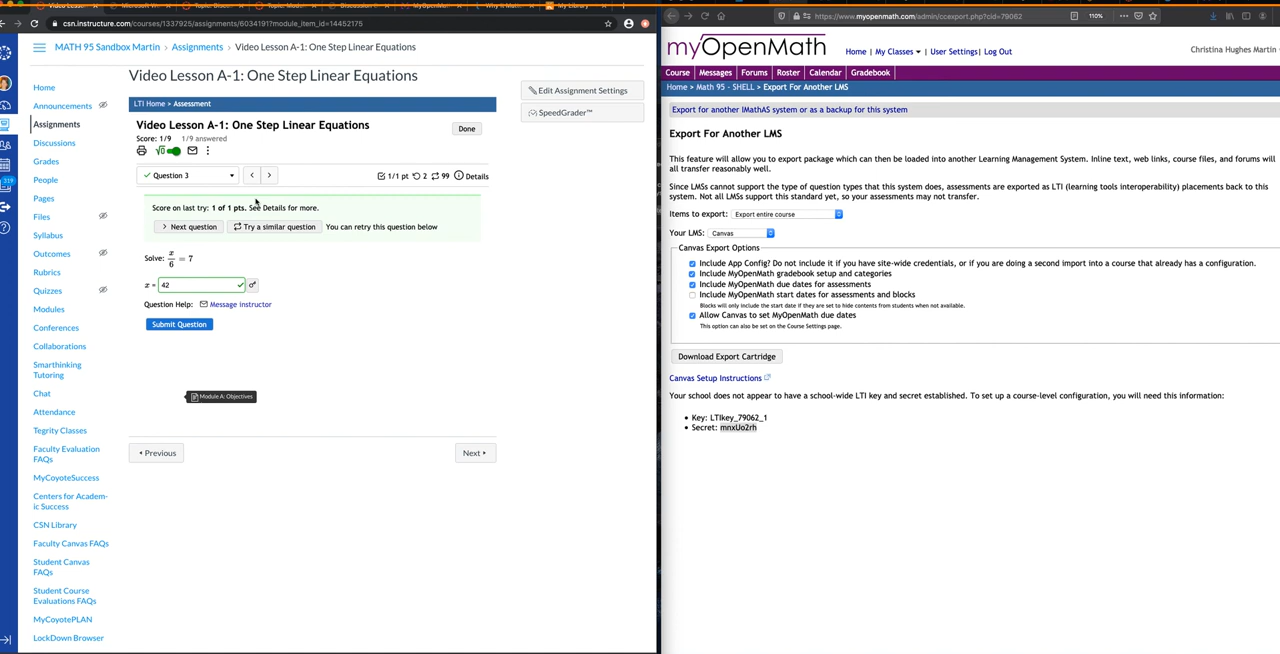 Video Lesson
Microsoft W
Topic: Discu
Topic: Modu
Discussion I
MyOpenMa
Why It Math
My Library
csn.instructure.com/courses/1337925/assignments/6034191?module_item_id=14452175
MATH 95 Sandbox Martin > Assignments > Video Lesson A-1: One Step Linear Equations
Home
Announcements
Assignments
Discussions
Grades
People
Pages
Files
Syllabus
Outcomes
Rubrics
Quizzes
Modules
Conferences
Collaborations
Smarthinking
Tutoring
Chat
Attendance
Tegrity Classes
Faculty Evaluation
FAQs
MyCoyoteSuccess
Centers for Academ-
ic Success
CSN Library
Faculty Canvas FAQs
Student Canvas
FAQs
Student Course
Evaluations FAQs
MyCoyotePLAN
LockDown Browser
319
Video Lesson A-1: One Step Linear Equations
LTI Home > Assessment
Video Lesson A-1: One Step Linear Equations
Done
Score: 1/9 1/9 answered
√0
Question 3
1/1 pt 2 99 Details
Score on last try: 1 of 1 pts. See Details for more.
> Next question Try a similar question You can retry this question below
Solve: x/6 = 7
x = 42
Question Help: Message instructor
Submit Question
Module A: Objectives
Previous
Next
Edit Assignment Settings
SpeedGrader™
https://www.myopenmath.com/admin/ccexport.php?cid=79062
110%
myOpenMath
Home | My Classes | User Settings | Log Out
Christina Hughes Martin
Course Messages Forums Roster Calendar Gradebook
Home > Math 95 - SHELL > Export For Another LMS
Export for another IMathAS system or as a backup for this system
Export For Another LMS
This feature will allow you to export package which can then be loaded into another Learning Management System. Inline text, web links, course files, and forums will
all transfer reasonably well.
Since LMSs cannot support the type of question types that this system does, assessments are exported as LTI (learning tools interoperability) placements back to this
system. Not all LMSs support this standard yet, so your assessments may not transfer.
Items to export: Export entire course
Your LMS: Canvas
Canvas Export Options
Include App Config? Do not include it if you have site-wide credentials, or if you are doing a second import into a course that already has a configuration.
Include MyOpenMath gradebook setup and categories
Include MyOpenMath due dates for assessments
Include MyOpenMath start dates for assessments and blocks
Blocks will only include the start date if they are set to hide contents from students when not available.
Allow Canvas to set MyOpenMath due dates
This option can also be set on the Course Settings page.
Download Export Cartridge
Canvas Setup Instructions
Your school does not appear to have a school-wide LTI key and secret established. To set up a course-level configuration, you will need this information:
• Key: LTIkey_79062_1
• Secret: mnxUo2rh